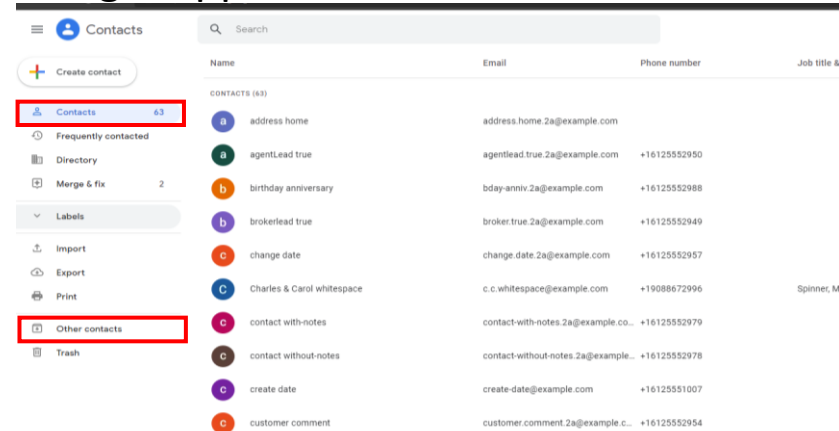 Contacts
Search
Create contact
Name Email Phone number Job title &
CONTACTS (63)
Contacts 63
Frequently contacted
Directory
Merge & fix 2
Labels
Import
Export
Print
Other contacts
Trash
a address home address.home.2a@example.com
a agentLead true agentlead.true.2a@example.com +16125552950
b birthday anniversary bday-anniv.2a@example.com +16125552988
b brokerlead true broker.true.2a@example.com +16125552949
c change date change.date.2a@example.com +16125552957
C Charles & Carol whitespace c.c.whitespace@example.com +19088672996 Spinner, M
c contact with-notes contact-with-notes.2a@example.co... +16125552979
c contact without-notes contact-without-notes.2a@example... +16125552978
c create date create-date@example.com +16125551007
c customer comment customer.comment.2a@example.c... +16125552954